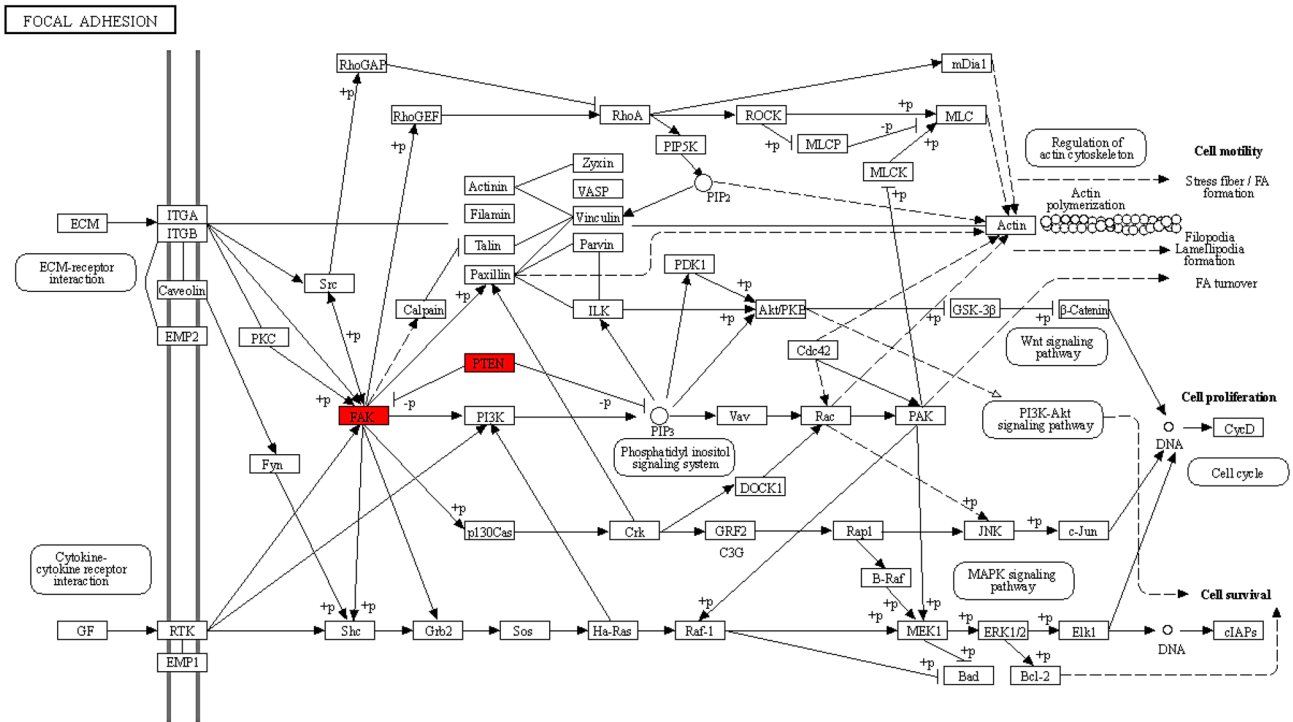 FOCAL ADHESION
RhoGAP
mDia1
+p
RhoGEF
RhoA
ROCK
+p
MLC
-p
+p
MLCP
+p
+p
PIP5K
MLCK
+p
Regulation of
actin cytoskeleton
Cell motility
Zyxin
Actinin
VASP
PIP2
Stress fiber / FA
formation
Actin
polymerization
ITGA
ECM
ITGB
Filamin
Vinculin
Actin
Talin
Parvin
Filopodia
Lamellipodia
formation
ECM-receptor
interaction
Src
Paxillin
PDK1
FA turnover
Caveolin
+p
+p
Calpain
ILK
Akt/PKB
+p
GSK-3β
+p
+p
β-Catenin
EMP2
PKC
+p
Wnt signaling
pathway
Cdc42
PTEN
+p
-p
-p
Cell proliferation
FAK
PI3K
PIP3
Vav
Rac
PAK
PI3K-Akt
signaling pathway
DNA
CycD
Phosphatidyl inositol
signaling system
Fyn
Cell cycle
DOCK1
+p
+p
p130Cas
Crk
GRF2
Rap1
JNK
+p
c-Jun
C3G
Cytokine-
cytokine receptor
interaction
B-Raf
MAPK signaling
pathway
+p
+p
+p
+p
+p
Cell survival
GF
RTK
Shc
Grb2
Sos
Ha-Ras
Raf-1
MEK1
+p
ERK1/2
+p
Elk1
DNA
cIAPs
EMP1
+p
+p
+p
Bad
Bcl-2